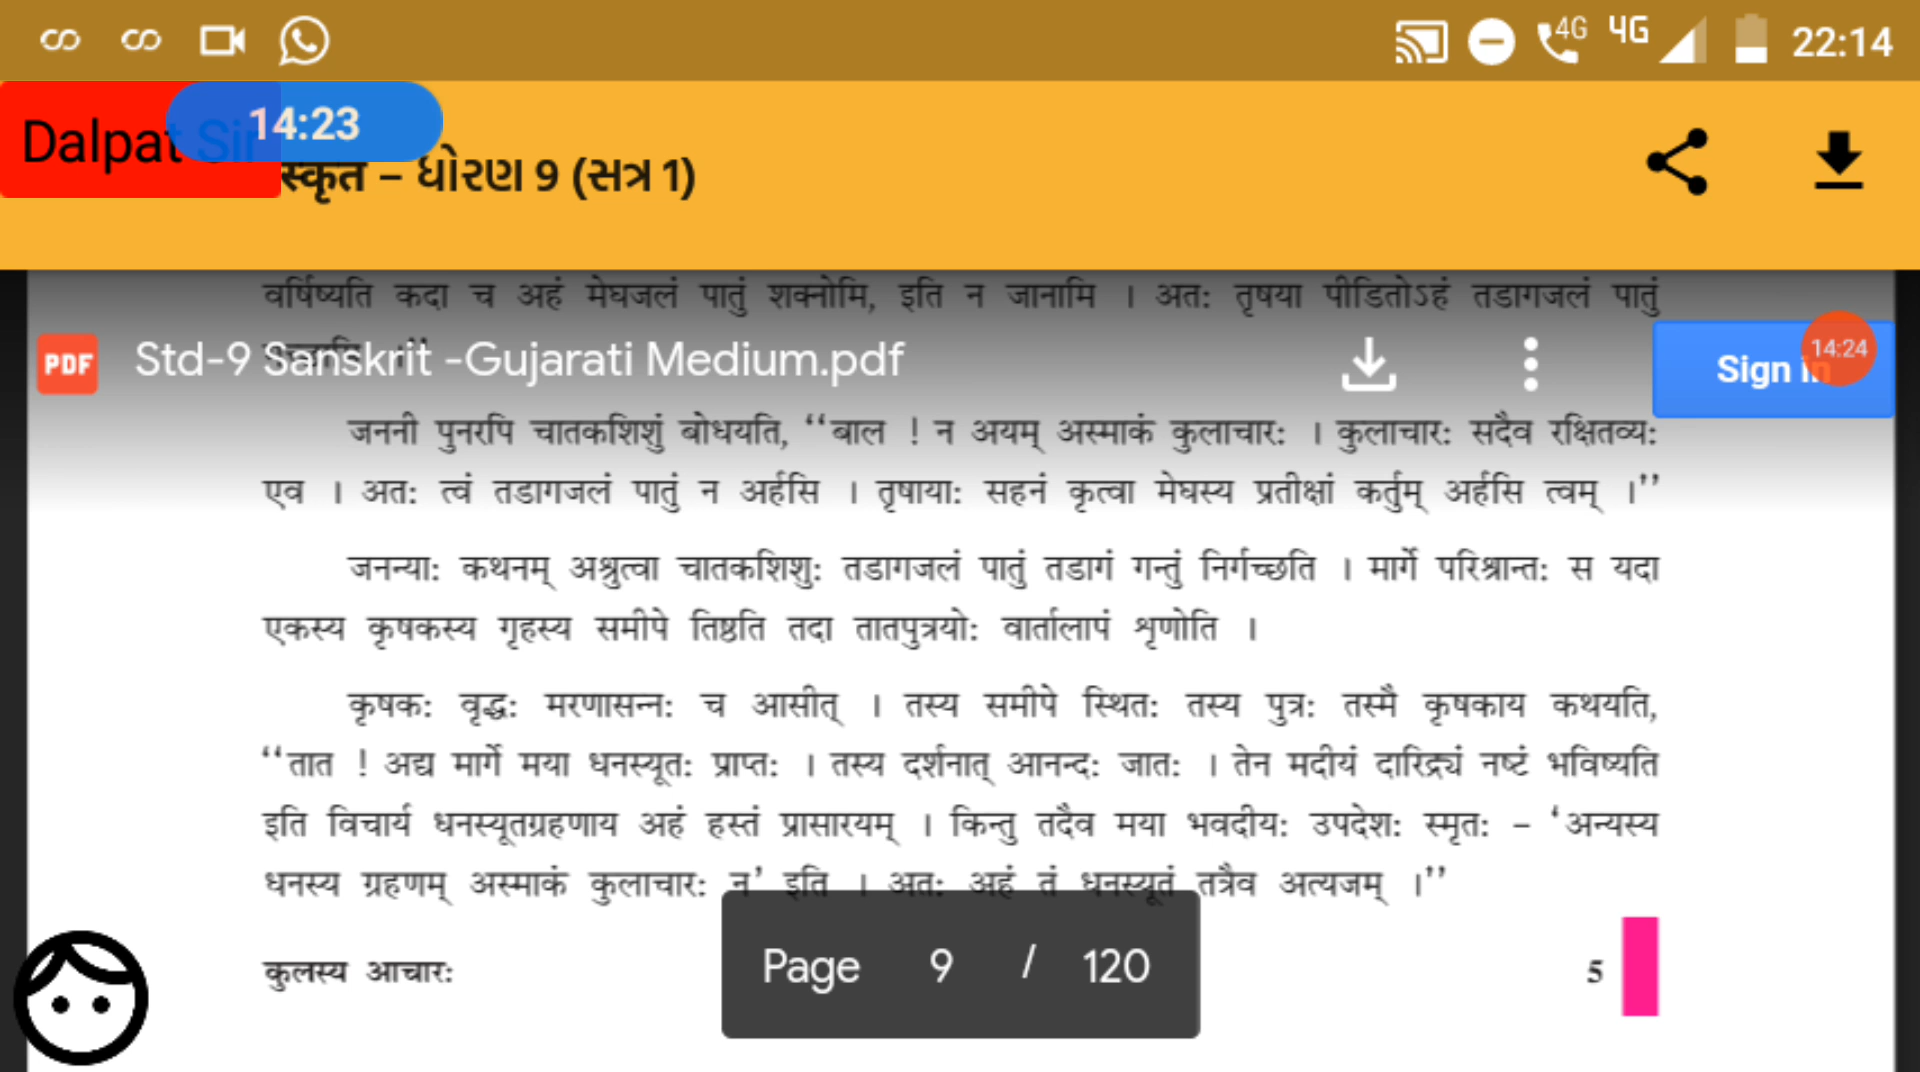 4G 4G 22:14
Dalpat Sir 14:23
સ્કૃત – ધોરણ 9 (સત્ર 1)
वर्षिष्यति कदा च अहं मेघजलं पातुं शक्नोमि, इति न जानामि । अतः तृषया पीडितोऽहं तडागजलं पातुं
PDF Std-9 Sanskrit -Gujarati Medium.pdf Sign in 14:24
जननी पुनरपि चातकशिशुं बोधयति, ‘‘बाल ! न अयम् अस्माकं कुलाचारः । कुलाचारः सदैव रक्षितव्यः
एव । अतः त्वं तडागजलं पातुं न अर्हसि । तृषायाः सहनं कृत्वा मेघस्य प्रतीक्षां कर्तुम् अर्हसि त्वम् ।’’
जनन्याः कथनम् अश्रुत्वा चातकशिशुः तडागजलं पातुं तडागं गन्तुं निर्गच्छति । मार्गे परिश्रान्तः स यदा
एकस्य कृषकस्य गृहस्य समीपे तिष्ठति तदा तातपुत्रयोः वार्तालापं शृणोति ।
कृषकः वृद्धः मरणासन्नः च आसीत् । तस्य समीपे स्थितः तस्य पुत्रः तस्मै कृषकाय कथयति,
‘‘तात ! अद्य मार्गे मया धनस्यूतः प्राप्तः । तस्य दर्शनात् आनन्दः जातः । तेन मदीयं दारिद्र्यं नष्टं भविष्यति
इति विचार्य धनस्यूतग्रहणाय अहं हस्तं प्रासारयम् । किन्तु तदैव मया भवदीयः उपदेशः स्मृतः – ‘अन्यस्य
धनस्य ग्रहणम् अस्माकं कुलाचारः न’ इति । अतः अहं तं धनस्यूतं तत्रैव अत्यजम् ।’’
कुलस्य आचारः 5
Page 9 / 120